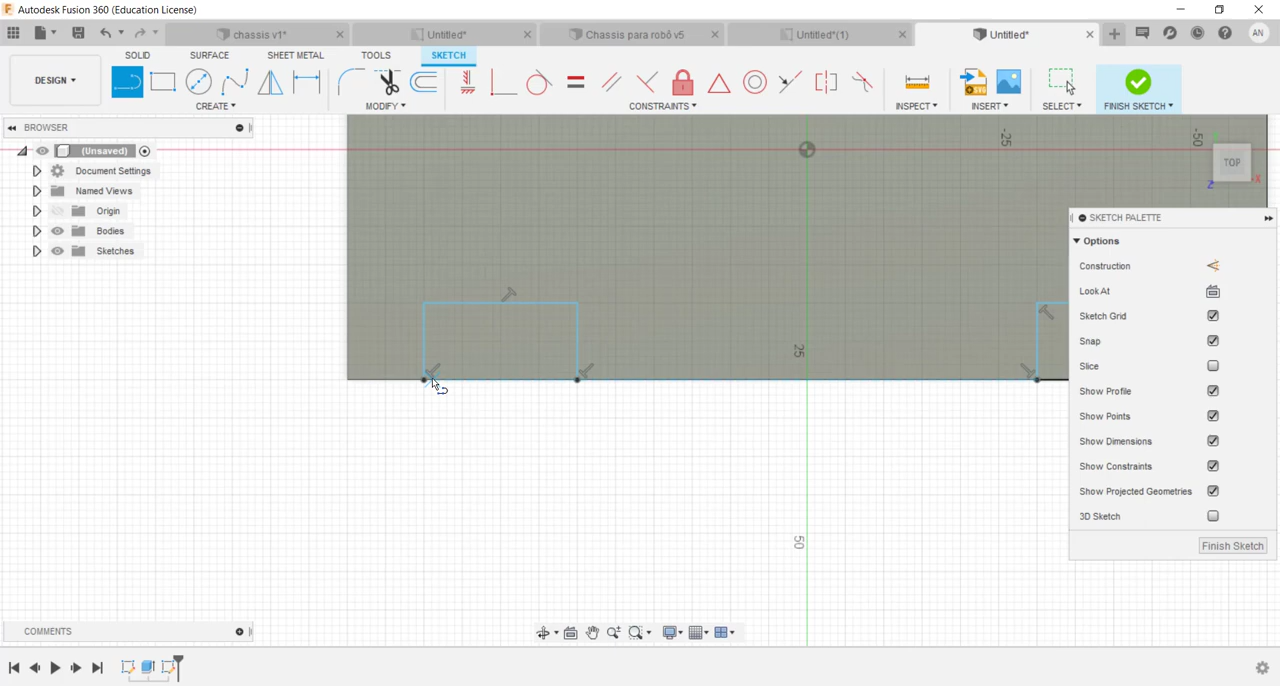 Autodesk Fusion 360 (Education License)
chassis v1*
Untitled*
Chassis para robô v5
Untitled*(1)
Untitled*
AN
DESIGN
SOLID
SURFACE
SHEET METAL
TOOLS
SKETCH
CREATE
MODIFY
CONSTRAINTS
INSPECT
INSERT
SELECT
FINISH SKETCH
BROWSER
(Unsaved)
Document Settings
Named Views
Origin
Bodies
Sketches
-25
-50
TOP
X
Z
25
50
SKETCH PALETTE
Options
Construction
Look At
Sketch Grid
Snap
Slice
Show Profile
Show Points
Show Dimensions
Show Constraints
Show Projected Geometries
3D Sketch
Finish Sketch
COMMENTS